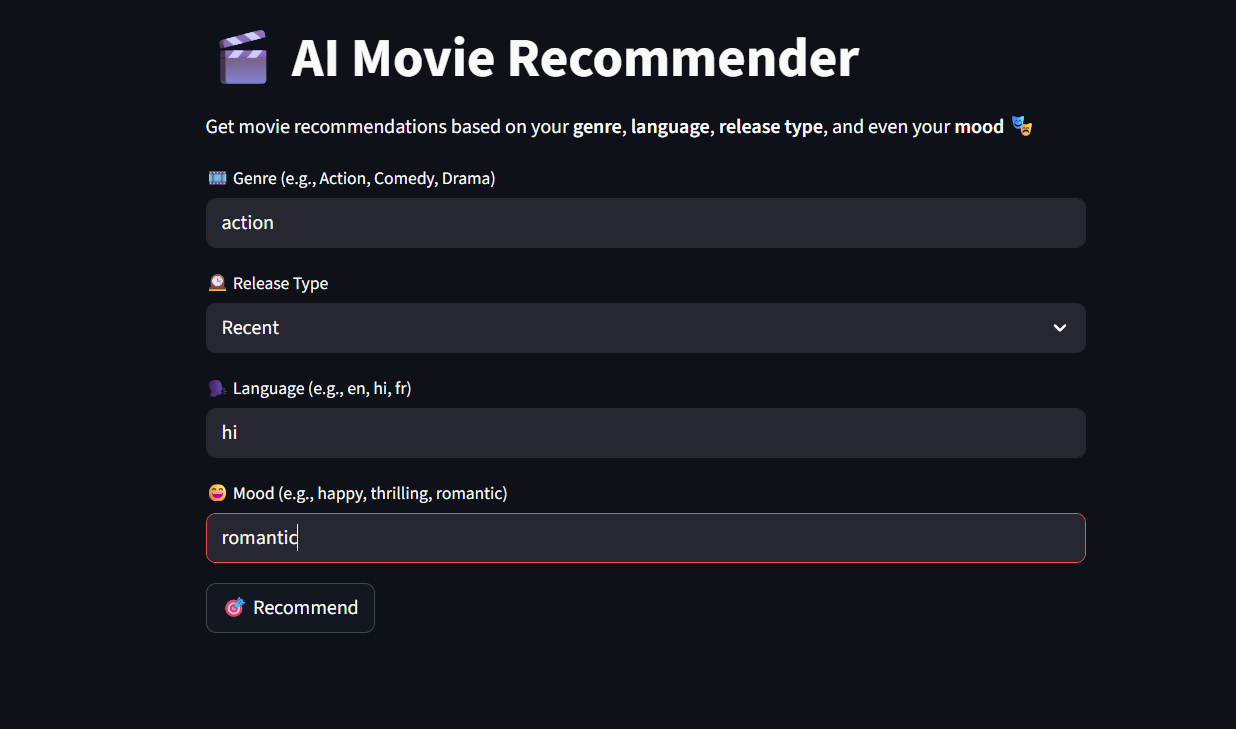 🎬 AI Movie Recommender
Get movie recommendations based on your genre, language, release type, and even your mood 🎭
🎞️ Genre (e.g., Action, Comedy, Drama)
action
🕰️ Release Type
Recent
🗣️ Language (e.g., en, hi, fr)
hi
😄 Mood (e.g., happy, thrilling, romantic)
romantic
🎯 Recommend